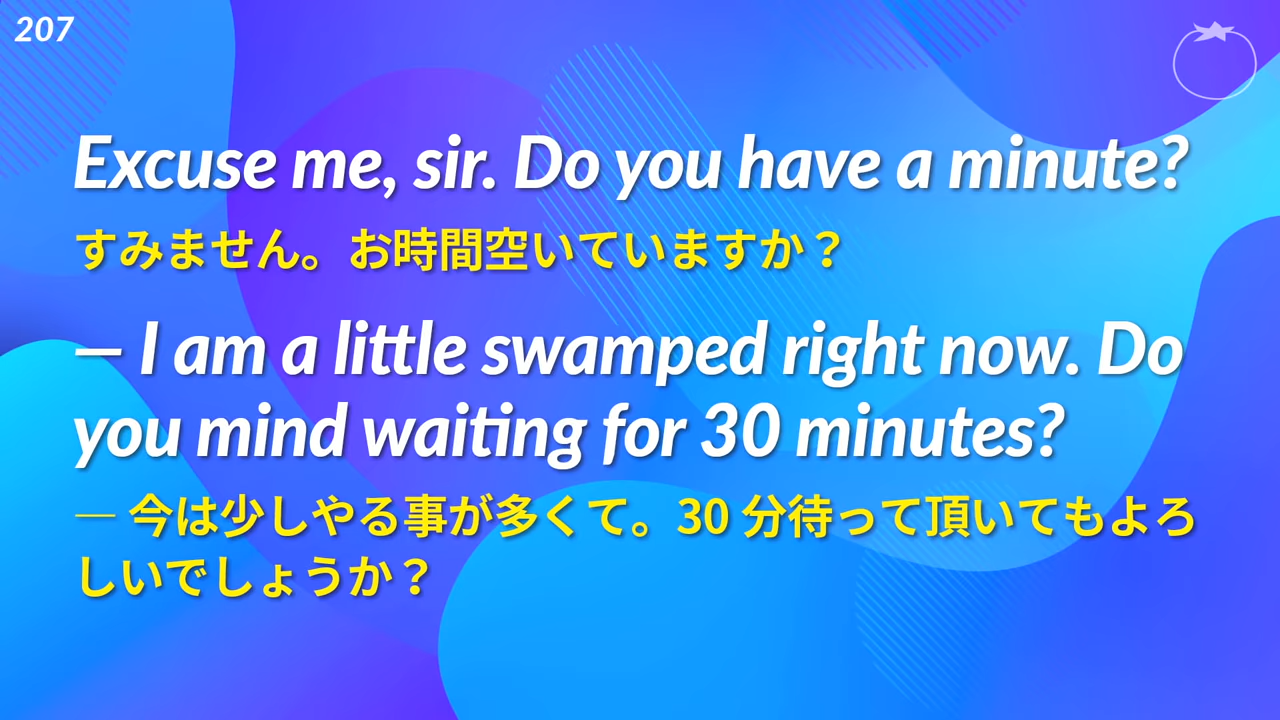 207
Excuse me, sir. Do you have a minute?
すみません。お時間空いていますか？
— I am a little swamped right now. Do
you mind waiting for 30 minutes?
— 今は少しやる事が多くて。30 分待って頂いてもよろ
しいでしょうか？